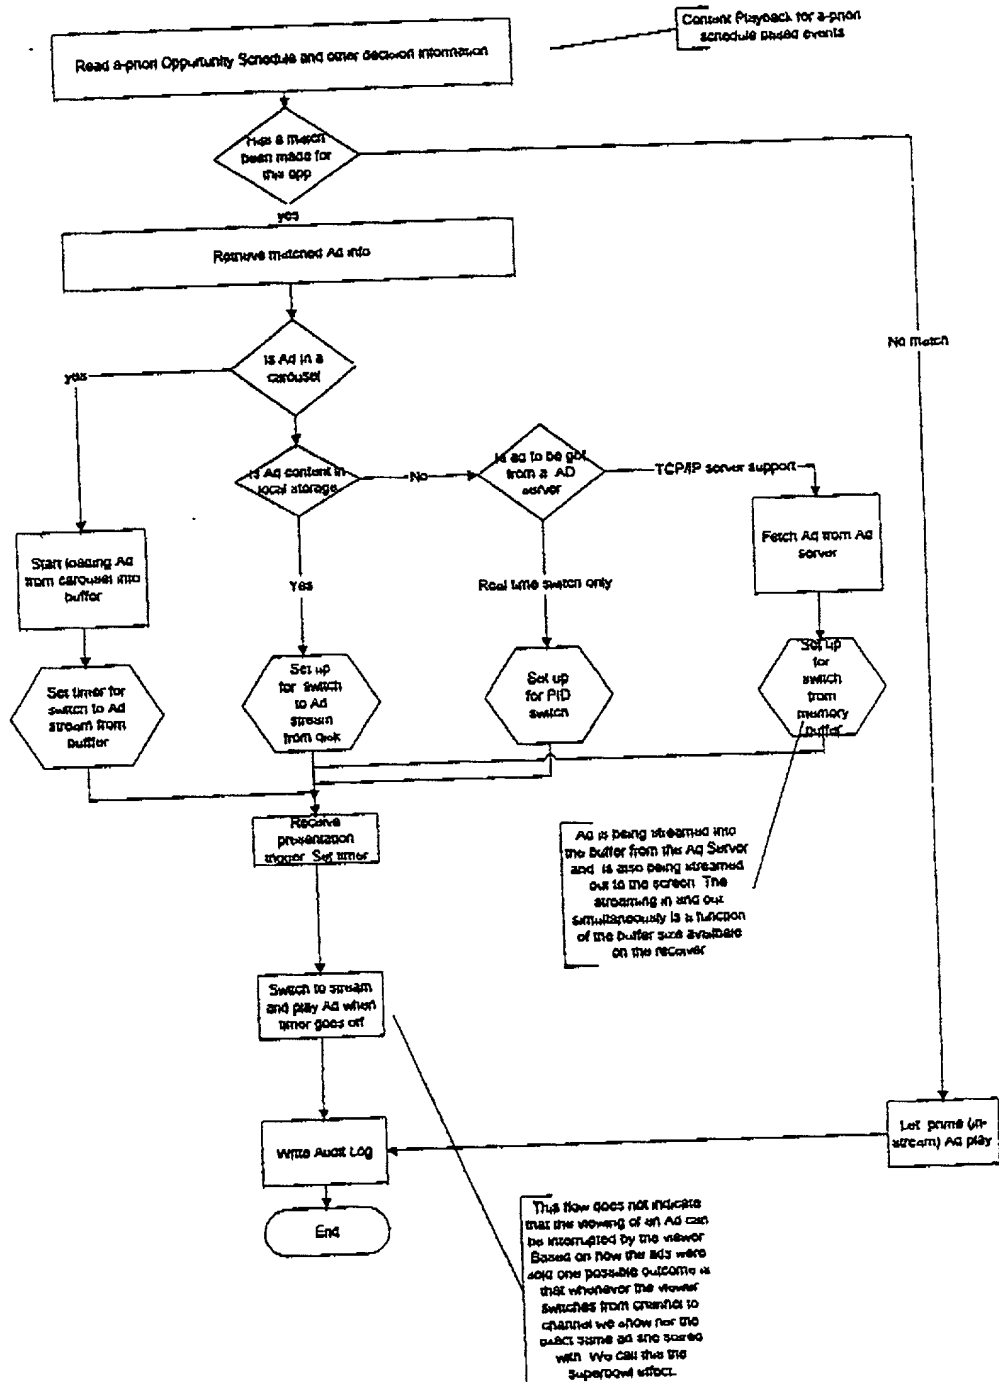 Content Playback for a-priori
schedule based events
Read a-priori Opportunity Schedule and other decision information
Has a match
been made for
this opp
yes
Retrieve matched Ad info
No match
Is Ad in a
carousel
yes
Is Ad content in
local storage
No
Is ad to be got
from a AD
server
TCP/IP server support
Fetch Ad from Ad
server
Start loading Ad
from carousel into
buffer
Yes
Real time switch only
Set timer for
switch to Ad
stream from
bufffer
Set up
for switch
to Ad
stream
from disk
Set up
for PID
switch
Set up
for
switch
from
memory
buffer
Receive
presentation
trigger Set timer
Ad is being streamed into
the buffer from the Ad Server
and is also being streamed
out to the screen The
streaming in and out
simultaneously is a function
of the buffer size available
on the receiver
Switch to stream
and play Ad when
timer goes off
Let prime (in-
stream) Ad play
Write Audit Log
End
This flow does not indicate
that the viewing of an Ad can
be interrupted by the viewer
Based on how the ads were
sold one possible outcome is
that whenever the viewer
switches from channel to
channel we show her the
exact same ad she started
with We call this the
Superbowl effect.